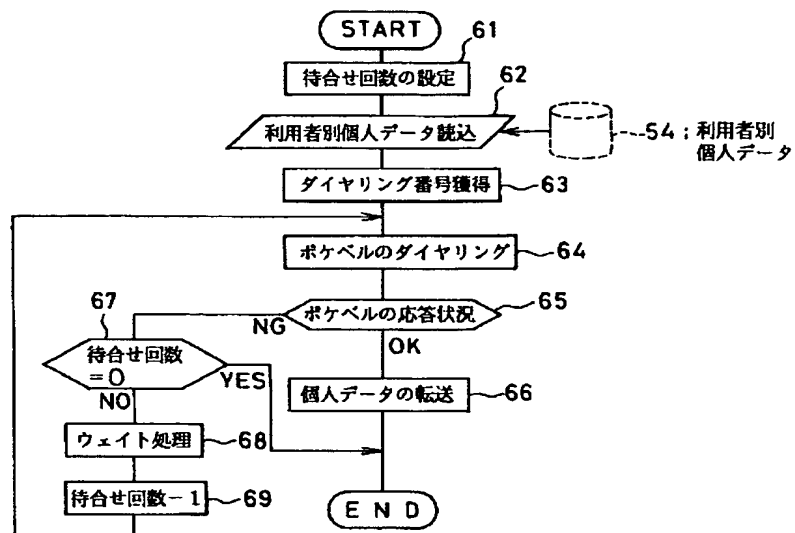 START
61
待合せ回数の設定
62
利用者別個人データ読込
54;利用者別
個人データ
ダイヤリング番号獲得
63
ポケベルのダイヤリング
64
ポケベルの応答状況
65
NG
OK
67
待合せ回数
=0
YES
NO
個人データの転送
66
ウェイト処理
68
待合せ回数-1
69
END